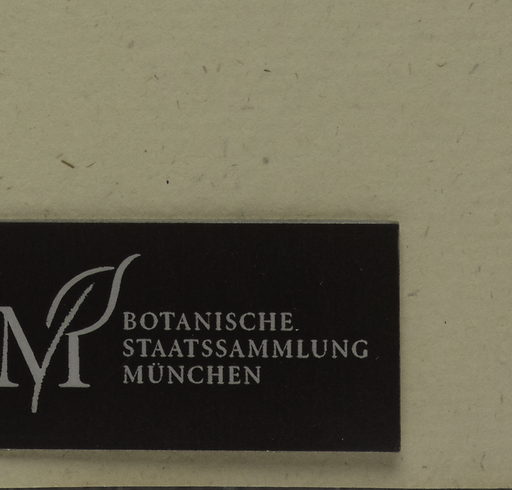 M
BOTANISCHE
STAATSSAMMLUNG
MÜNCHEN